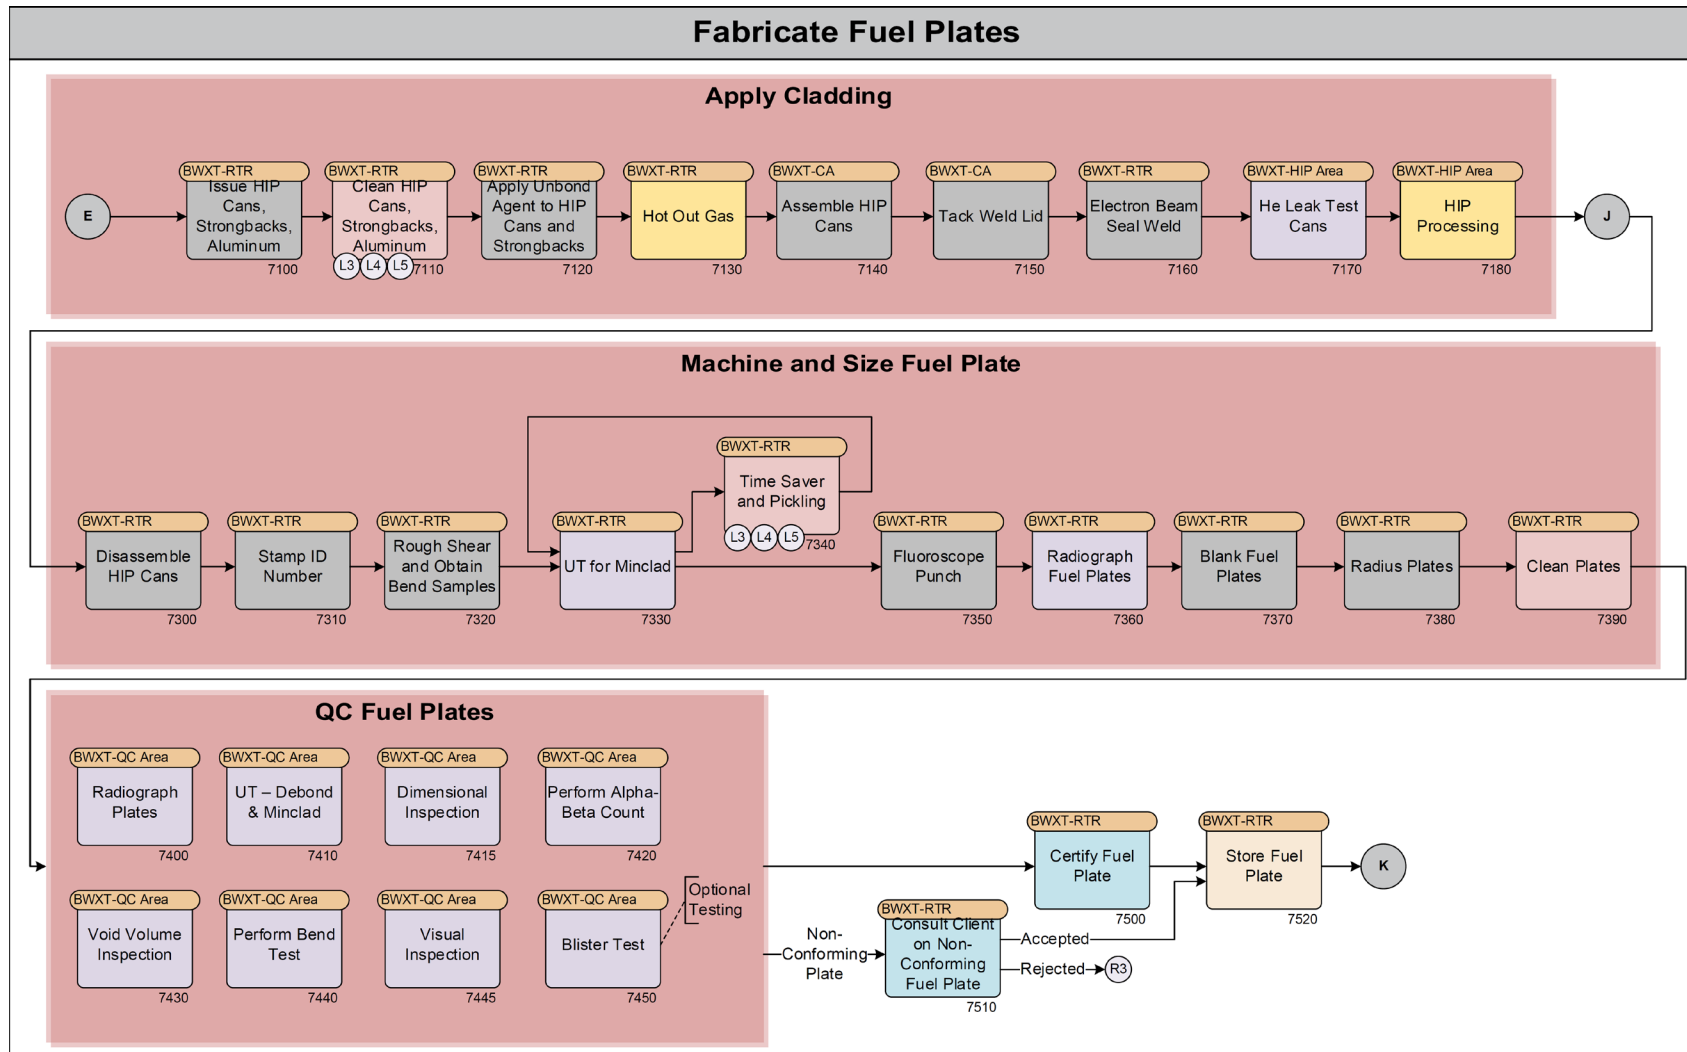 Fabricate Fuel Plates
Apply Cladding
E
BWXT-RTR
Issue HIP
Cans,
Strongbacks,
Aluminum
7100
BWXT-RTR
Clean HIP
Cans,
Strongbacks,
Aluminum
L3 L4 L5
7110
BWXT-RTR
Apply Unbond
Agent to HIP
Cans and
Strongbacks
7120
BWXT-RTR
Hot Out Gas
7130
BWXT-CA
Assemble HIP
Cans
7140
BWXT-CA
Tack Weld Lid
7150
BWXT-RTR
Electron Beam
Seal Weld
7160
BWXT-HIP Area
He Leak Test
Cans
7170
BWXT-HIP Area
HIP
Processing
7180
J
Machine and Size Fuel Plate
BWXT-RTR
Disassemble
HIP Cans
7300
BWXT-RTR
Stamp ID
Number
7310
BWXT-RTR
Rough Shear
and Obtain
Bend Samples
7320
BWXT-RTR
UT for Minclad
7330
BWXT-RTR
Time Saver
and Pickling
L3 L4 L5
7340
BWXT-RTR
Fluoroscope
Punch
7350
BWXT-RTR
Radiograph
Fuel Plates
7360
BWXT-RTR
Blank Fuel
Plates
7370
BWXT-RTR
Radius Plates
7380
BWXT-RTR
Clean Plates
7390
QC Fuel Plates
BWXT-QC Area
Radiograph
Plates
7400
BWXT-QC Area
UT – Debond
& Minclad
7410
BWXT-QC Area
Dimensional
Inspection
7415
BWXT-QC Area
Perform Alpha-
Beta Count
7420
BWXT-QC Area
Void Volume
Inspection
7430
BWXT-QC Area
Perform Bend
Test
7440
BWXT-QC Area
Visual
Inspection
7445
BWXT-QC Area
Blister Test
7450
Optional
Testing
Non-
Conforming
Plate
BWXT-RTR
Certify Fuel
Plate
7500
BWXT-RTR
Consult Client
on Non-
Conforming
Fuel Plate
7510
Accepted
Rejected
R3
BWXT-RTR
Store Fuel
Plate
7520
K